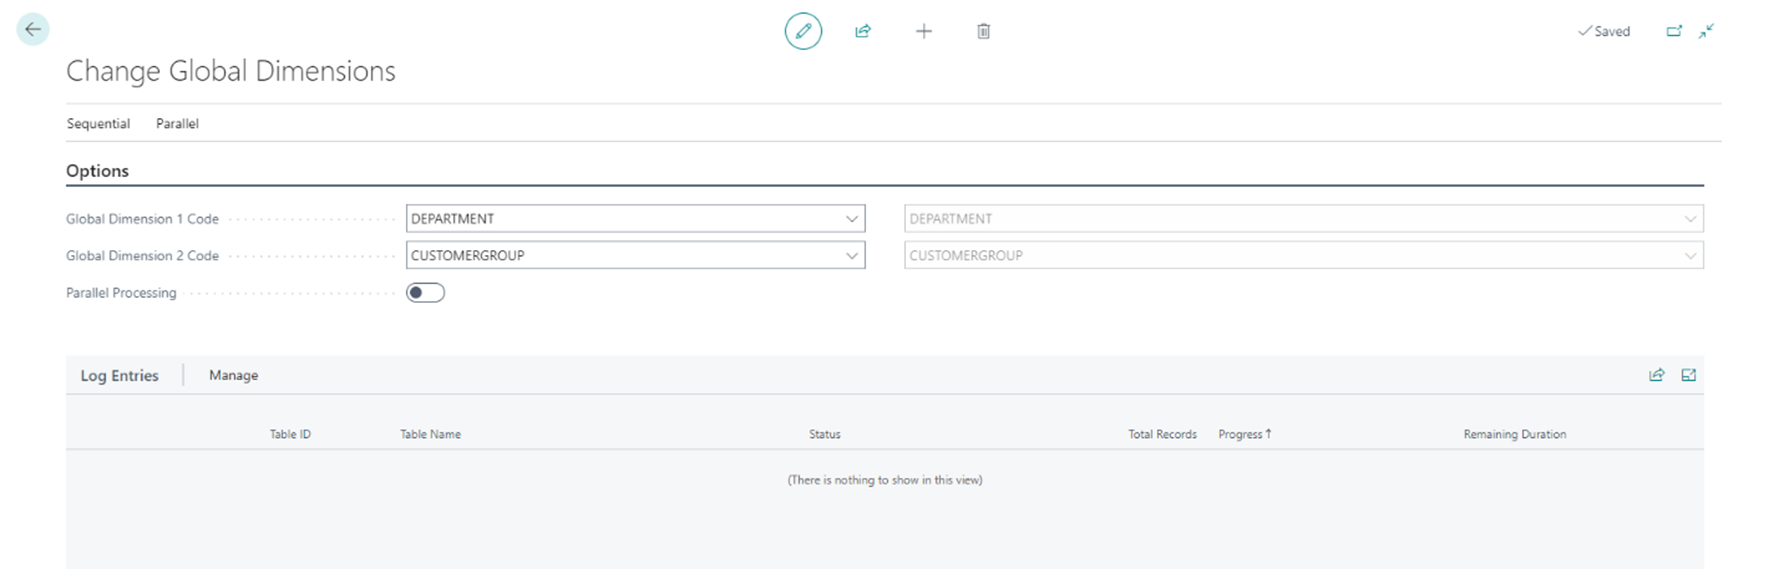 Saved
Change Global Dimensions
Sequential Parallel
Options
Global Dimension 1 Code DEPARTMENT DEPARTMENT
Global Dimension 2 Code CUSTOMERGROUP CUSTOMERGROUP
Parallel Processing
Log Entries Manage
Table ID Table Name Status Total Records Progress↑ Remaining Duration
(There is nothing to show in this view)